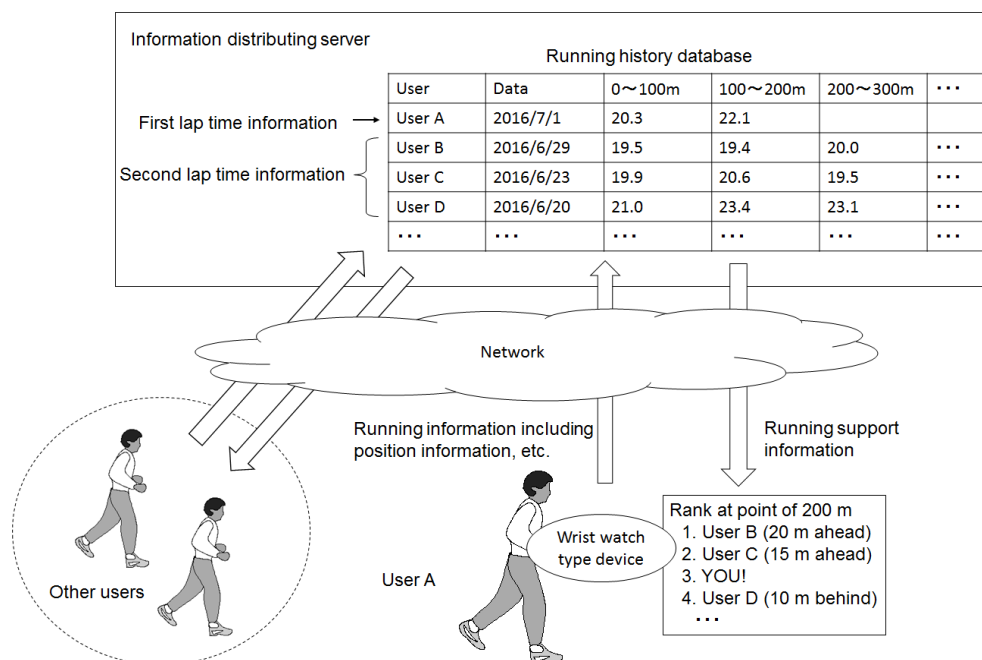 Information distributing server
Running history database
User Data 0～100m 100～200m 200～300m ･･･
First lap time information
User A 2016/7/1 20.3 22.1
Second lap time information
User B 2016/6/29 19.5 19.4 20.0 ･･･
User C 2016/6/23 19.9 20.6 19.5 ･･･
User D 2016/6/20 21.0 23.4 23.1 ･･･
･･･ ･･･ ･･･ ･･･ ･･･ ･･･
Network
Running information including
position information, etc.
Running support
information
Other users
User A
Wrist watch
type device
Rank at point of 200 m
1. User B (20 m ahead)
2. User C (15 m ahead)
3. YOU!
4. User D (10 m behind)
･･･